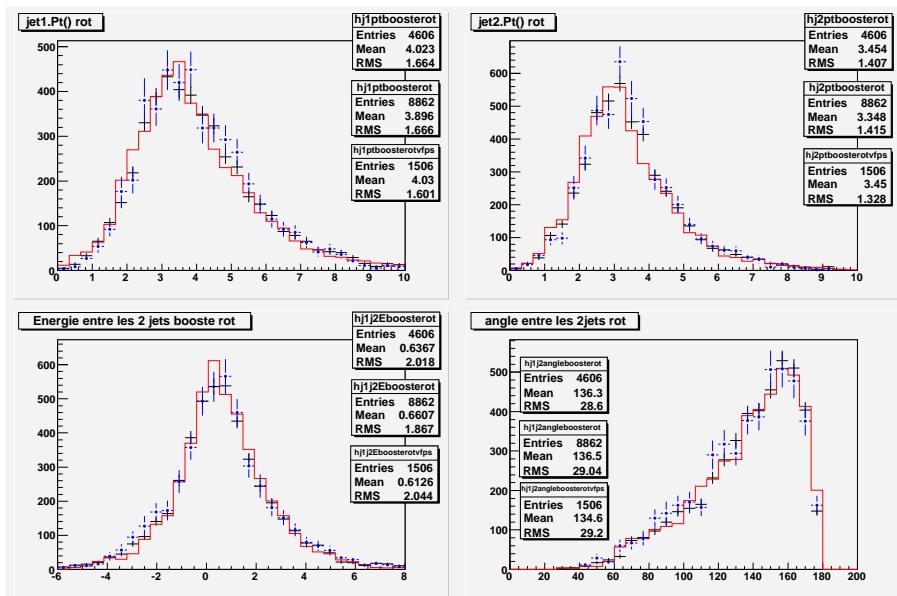 jet1.Pt() rot
hj1ptboosterot
Entries 4606
Mean 4.023
RMS 1.664
hj1ptboosterot
Entries 8862
Mean 3.896
RMS 1.666
hj1ptboosterotvfps
Entries 1506
Mean 4.03
RMS 1.601
500
400
300
200
100
0
0 1 2 3 4 5 6 7 8 9 10
jet2.Pt() rot
hj2ptboosterot
Entries 4606
Mean 3.454
RMS 1.407
hj2ptboosterot
Entries 8862
Mean 3.348
RMS 1.415
hj2ptboosterotvfps
Entries 1506
Mean 3.45
RMS 1.328
600
500
400
300
200
100
0
0 1 2 3 4 5 6 7 8 9 10
Energie entre les 2 jets booste rot
hj1j2Eboosterot
Entries 4606
Mean 0.6367
RMS 2.018
hj1j2Eboosterot
Entries 8862
Mean 0.6607
RMS 1.867
hj1j2Eboosterotvfps
Entries 1506
Mean 0.6126
RMS 2.044
600
500
400
300
200
100
0
-6 -4 -2 0 2 4 6 8
angle entre les 2jets rot
hj1j2angleboosterot
Entries 4606
Mean 136.3
RMS 28.6
hj1j2angleboosterot
Entries 8862
Mean 136.5
RMS 29.04
hj1j2angleboosterotvfps
Entries 1506
Mean 134.6
RMS 29.2
500
400
300
200
100
0
0 20 40 60 80 100 120 140 160 180 200